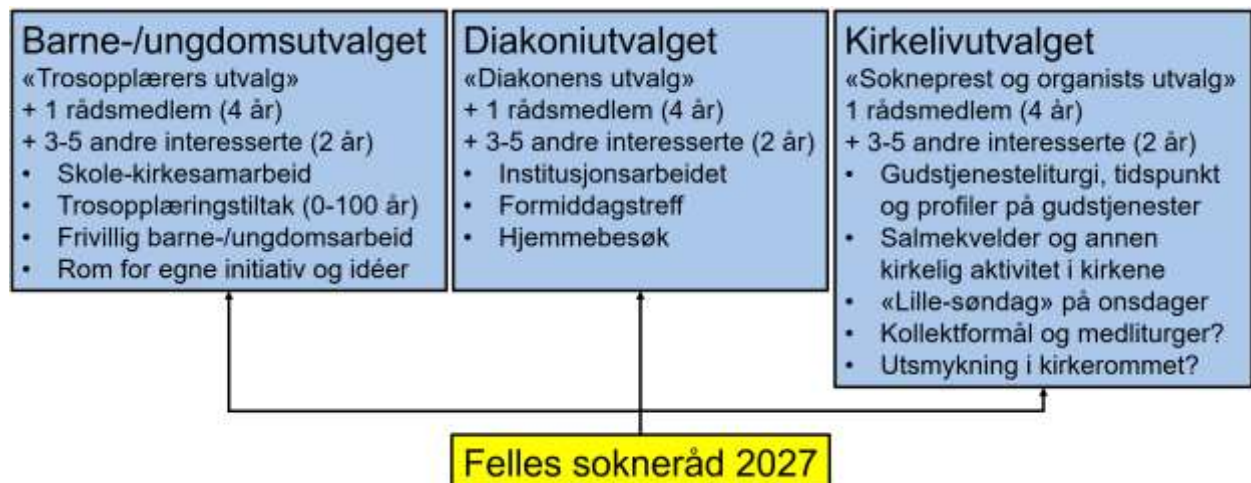 Barne-/ungdomsutvalget
«Trosopplærers utvalg»
+ 1 rådsmedlem (4 år)
+ 3-5 andre interesserte (2 år)
• Skole-kirkesamarbeid
• Trosopplæringstiltak (0-100 år)
• Frivillig barne-/ungdomsarbeid
• Rom for egne initiativ og idéer
Diakoniutvalget
«Diakonens utvalg»
+ 1 rådsmedlem (4 år)
+ 3-5 andre interesserte (2 år)
• Institusjonsarbeidet
• Formiddagstreff
• Hjemmebesøk
Kirkelivutvalget
«Sokneprest og organists utvalg»
1 rådsmedlem (4 år)
+ 3-5 andre interesserte (2 år)
• Gudstjenesteliturgi, tidspunkt
og profiler på gudstjenester
• Salmekvelder og annen
kirkelig aktivitet i kirkene
• «Lille-søndag» på onsdager
• Kollektformål og medliturger?
• Utsmykning i kirkerommet?
Felles sokneråd 2027